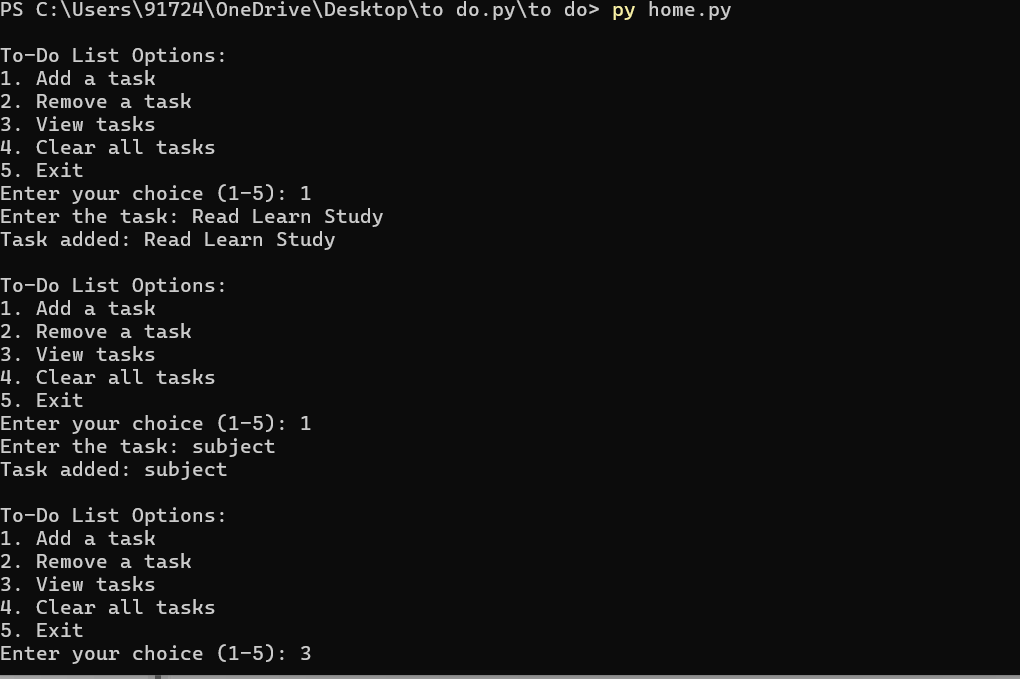 PS C:\Users\91724\OneDrive\Desktop\to do.py\to do> py home.py
To-Do List Options:
1. Add a task
2. Remove a task
3. View tasks
4. Clear all tasks
5. Exit
Enter your choice (1-5): 1
Enter the task: Read Learn Study
Task added: Read Learn Study
To-Do List Options:
1. Add a task
2. Remove a task
3. View tasks
4. Clear all tasks
5. Exit
Enter your choice (1-5): 1
Enter the task: subject
Task added: subject
To-Do List Options:
1. Add a task
2. Remove a task
3. View tasks
4. Clear all tasks
5. Exit
Enter your choice (1-5): 3